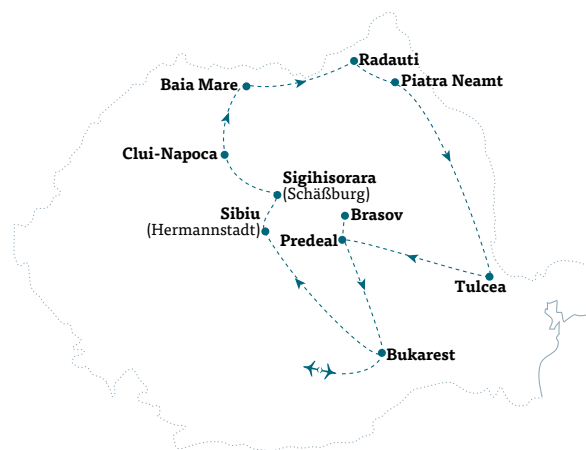 Radauti
Piatra Neamt
Baia Mare
Clui-Napoca
Sigihisorara
(Schäßburg)
Sibiu
(Hermannstadt)
Brasov
Predeal
Tulcea
Bukarest